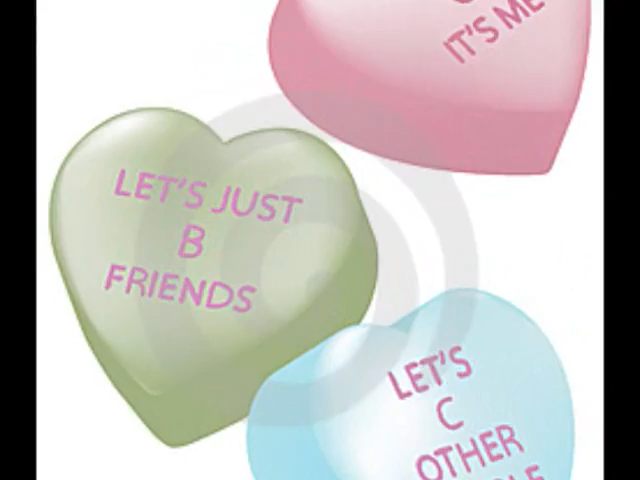 IT'S ME
LET'S JUST
B
FRIENDS
LET'S
C
OTHER